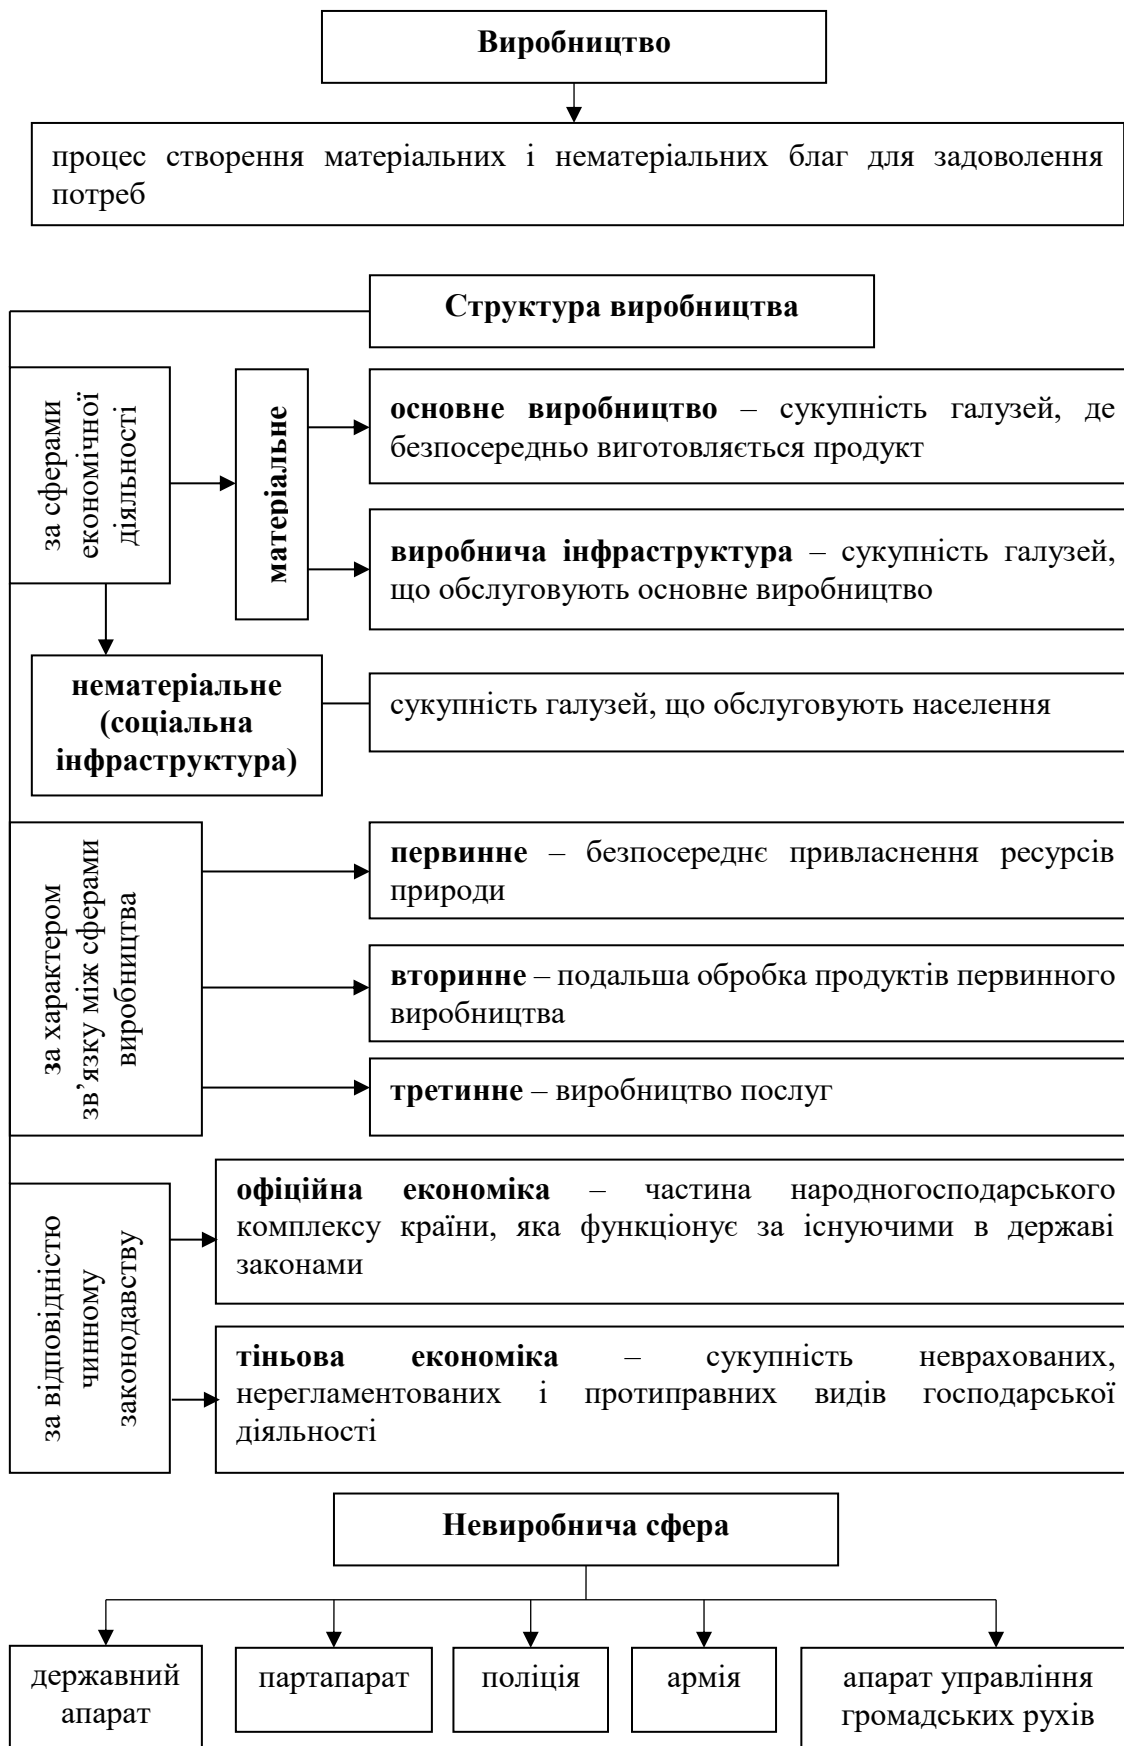 Виробництво
процес створення матеріальних і нематеріальних благ для задоволення
потреб
Структура виробництва
за сферами
економічної
діяльності
матеріальне
основне виробництво – сукупність галузей, де
безпосередньо виготовляється продукт
виробнича інфраструктура – сукупність галузей,
що обслуговують основне виробництво
нематеріальне
(соціальна
інфраструктура)
сукупність галузей, що обслуговують населення
за характером
зв’язку між сферами
виробництва
первинне – безпосереднє привласнення ресурсів
природи
вторинне – подальша обробка продуктів первинного
виробництва
третинне – виробництво послуг
за відповідністю
чинному
законодавству
офіційна економіка – частина народногосподарського
комплексу країни, яка функціонує за існуючими в державі
законами
тіньова економіка – сукупність неврахованих,
нерегламентованих і протиправних видів господарської
діяльності
Невиробнича сфера
державний
апарат
партапарат
поліція
армія
апарат управління
громадських рухів